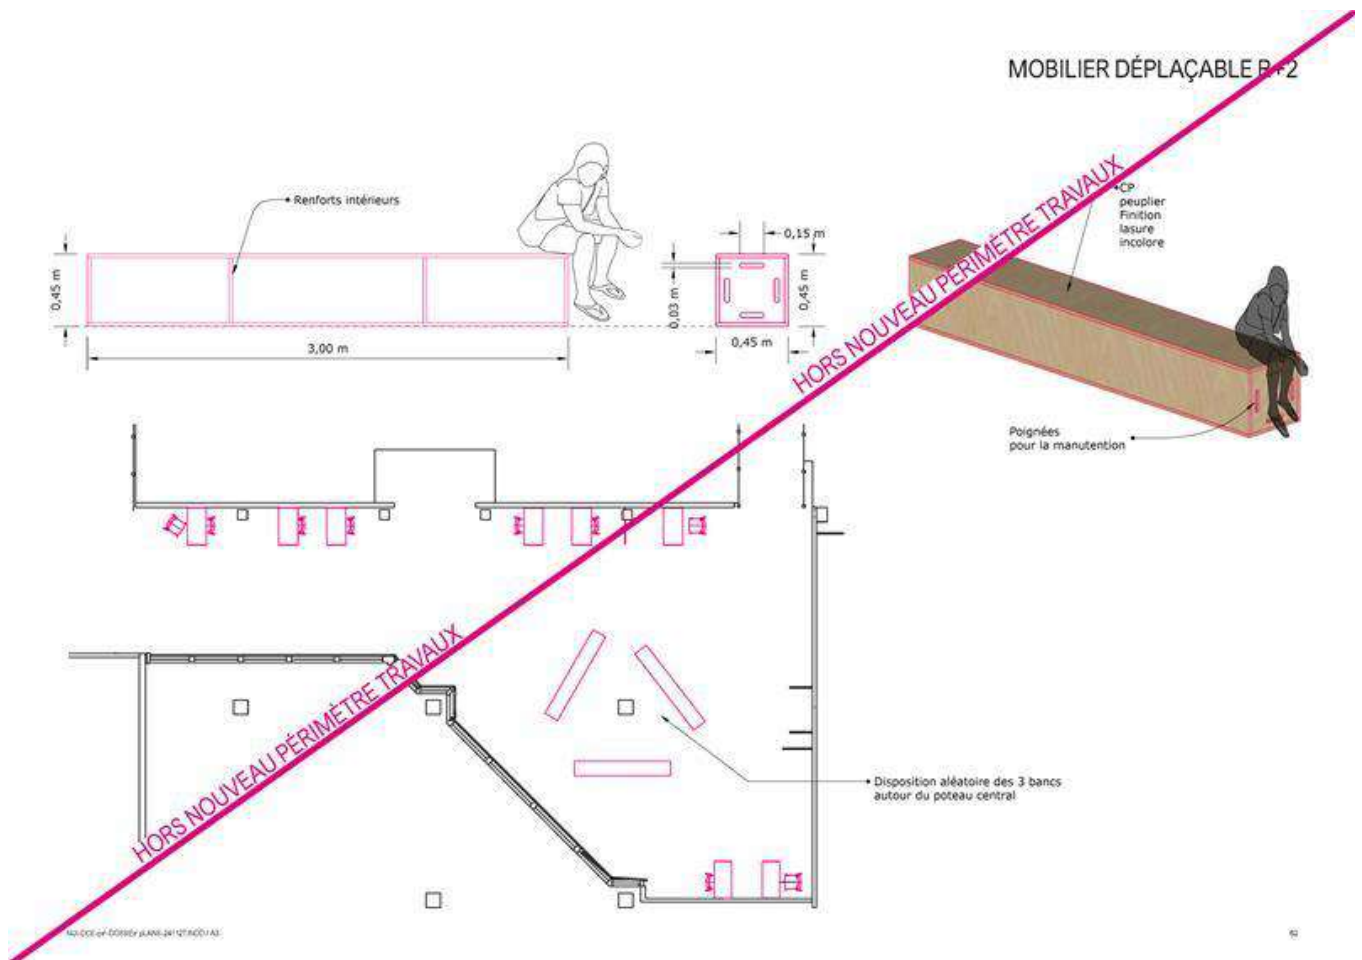 MOBILIER DÉPLAÇABLE R+2
Renforts intérieurs
0,45 m
3,00 m
0,15 m
0,03 m
0,45 m
0,45 m
CP
peuplier
Finition
lasure
incolore
Poignées
pour la manutention
HORS NOUVEAU PÉRIMÈTRE TRAVAUX
HORS NOUVEAU PÉRIMÈTRE TRAVAUX
Disposition aléatoire des 3 bancs
autour du poteau central